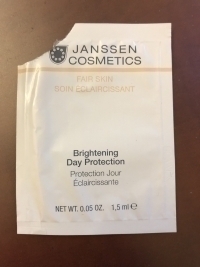 JANSSEN
COSMETICS
FAIR SKIN
SOIN ECLAIRCISSANT
Brightening
Day Protection
Protection Jour
Éclaircissante
NET WT. 0.05 OZ. 1,5 ml ℮